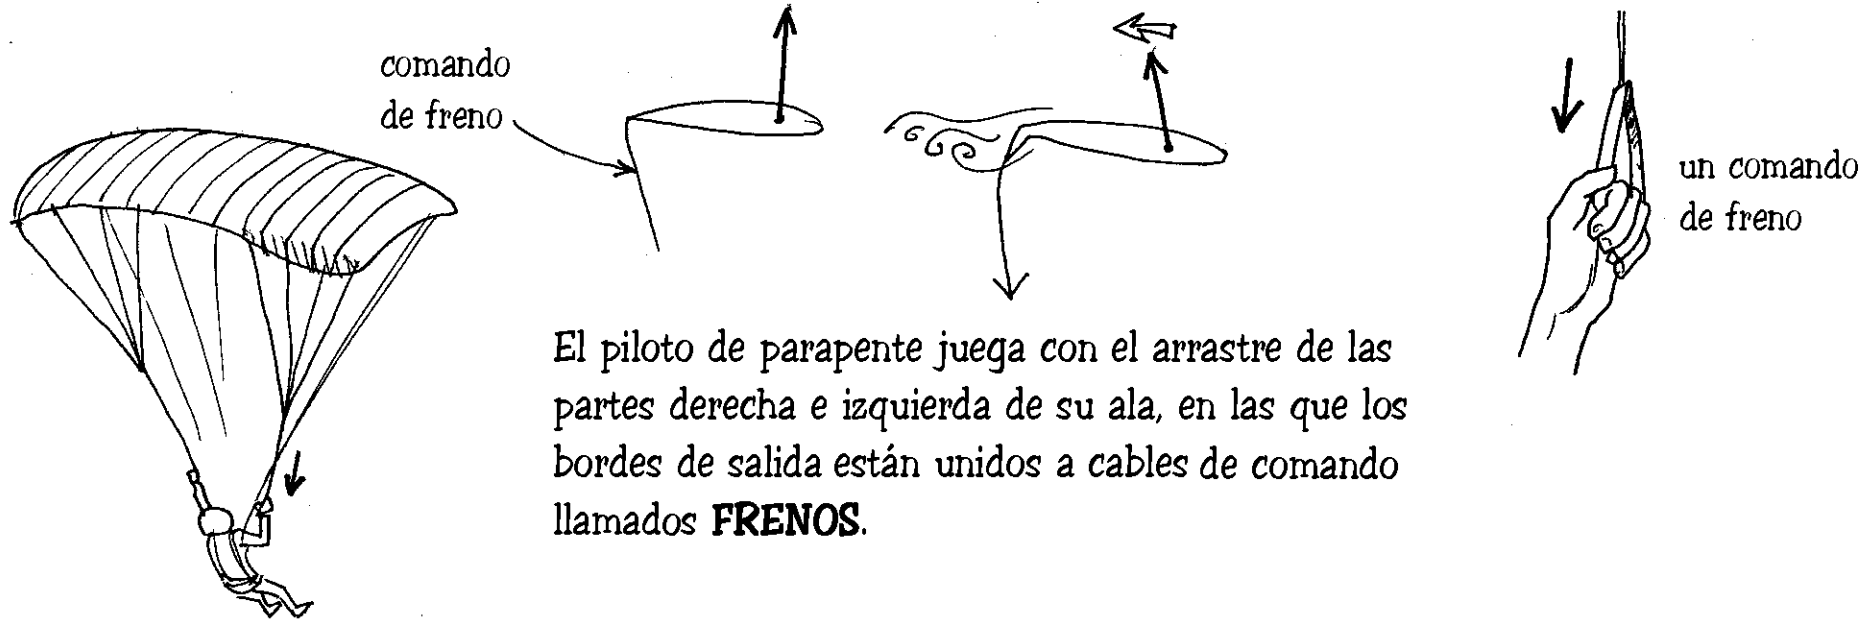 comando
de freno
un comando
de freno
El piloto de parapente juega con el arrastre de las
partes derecha e izquierda de su ala, en las que los
bordes de salida están unidos a cables de comando
llamados FRENOS.